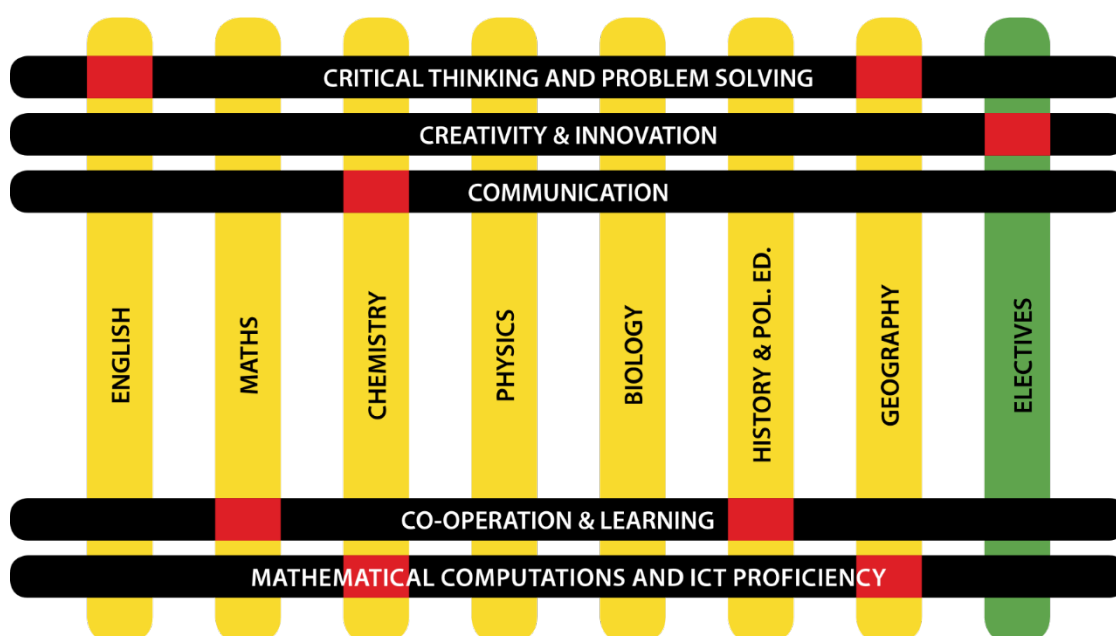 CRITICAL THINKING AND PROBLEM SOLVING
CREATIVITY & INNOVATION
COMMUNICATION
ENGLISH
MATHS
CHEMISTRY
PHYSICS
BIOLOGY
HISTORY & POL. ED.
GEOGRAPHY
ELECTIVES
CO-OPERATION & LEARNING
MATHEMATICAL COMPUTATIONS AND ICT PROFICIENCY